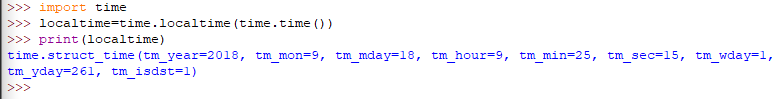 >>> import time
>>> localtime=time.localtime(time.time())
>>> print(localtime)
time.struct_time(tm_year=2018, tm_mon=9, tm_mday=18, tm_hour=9, tm_min=25, tm_sec=15, tm_wday=1,
tm_yday=261, tm_isdst=1)
>>>